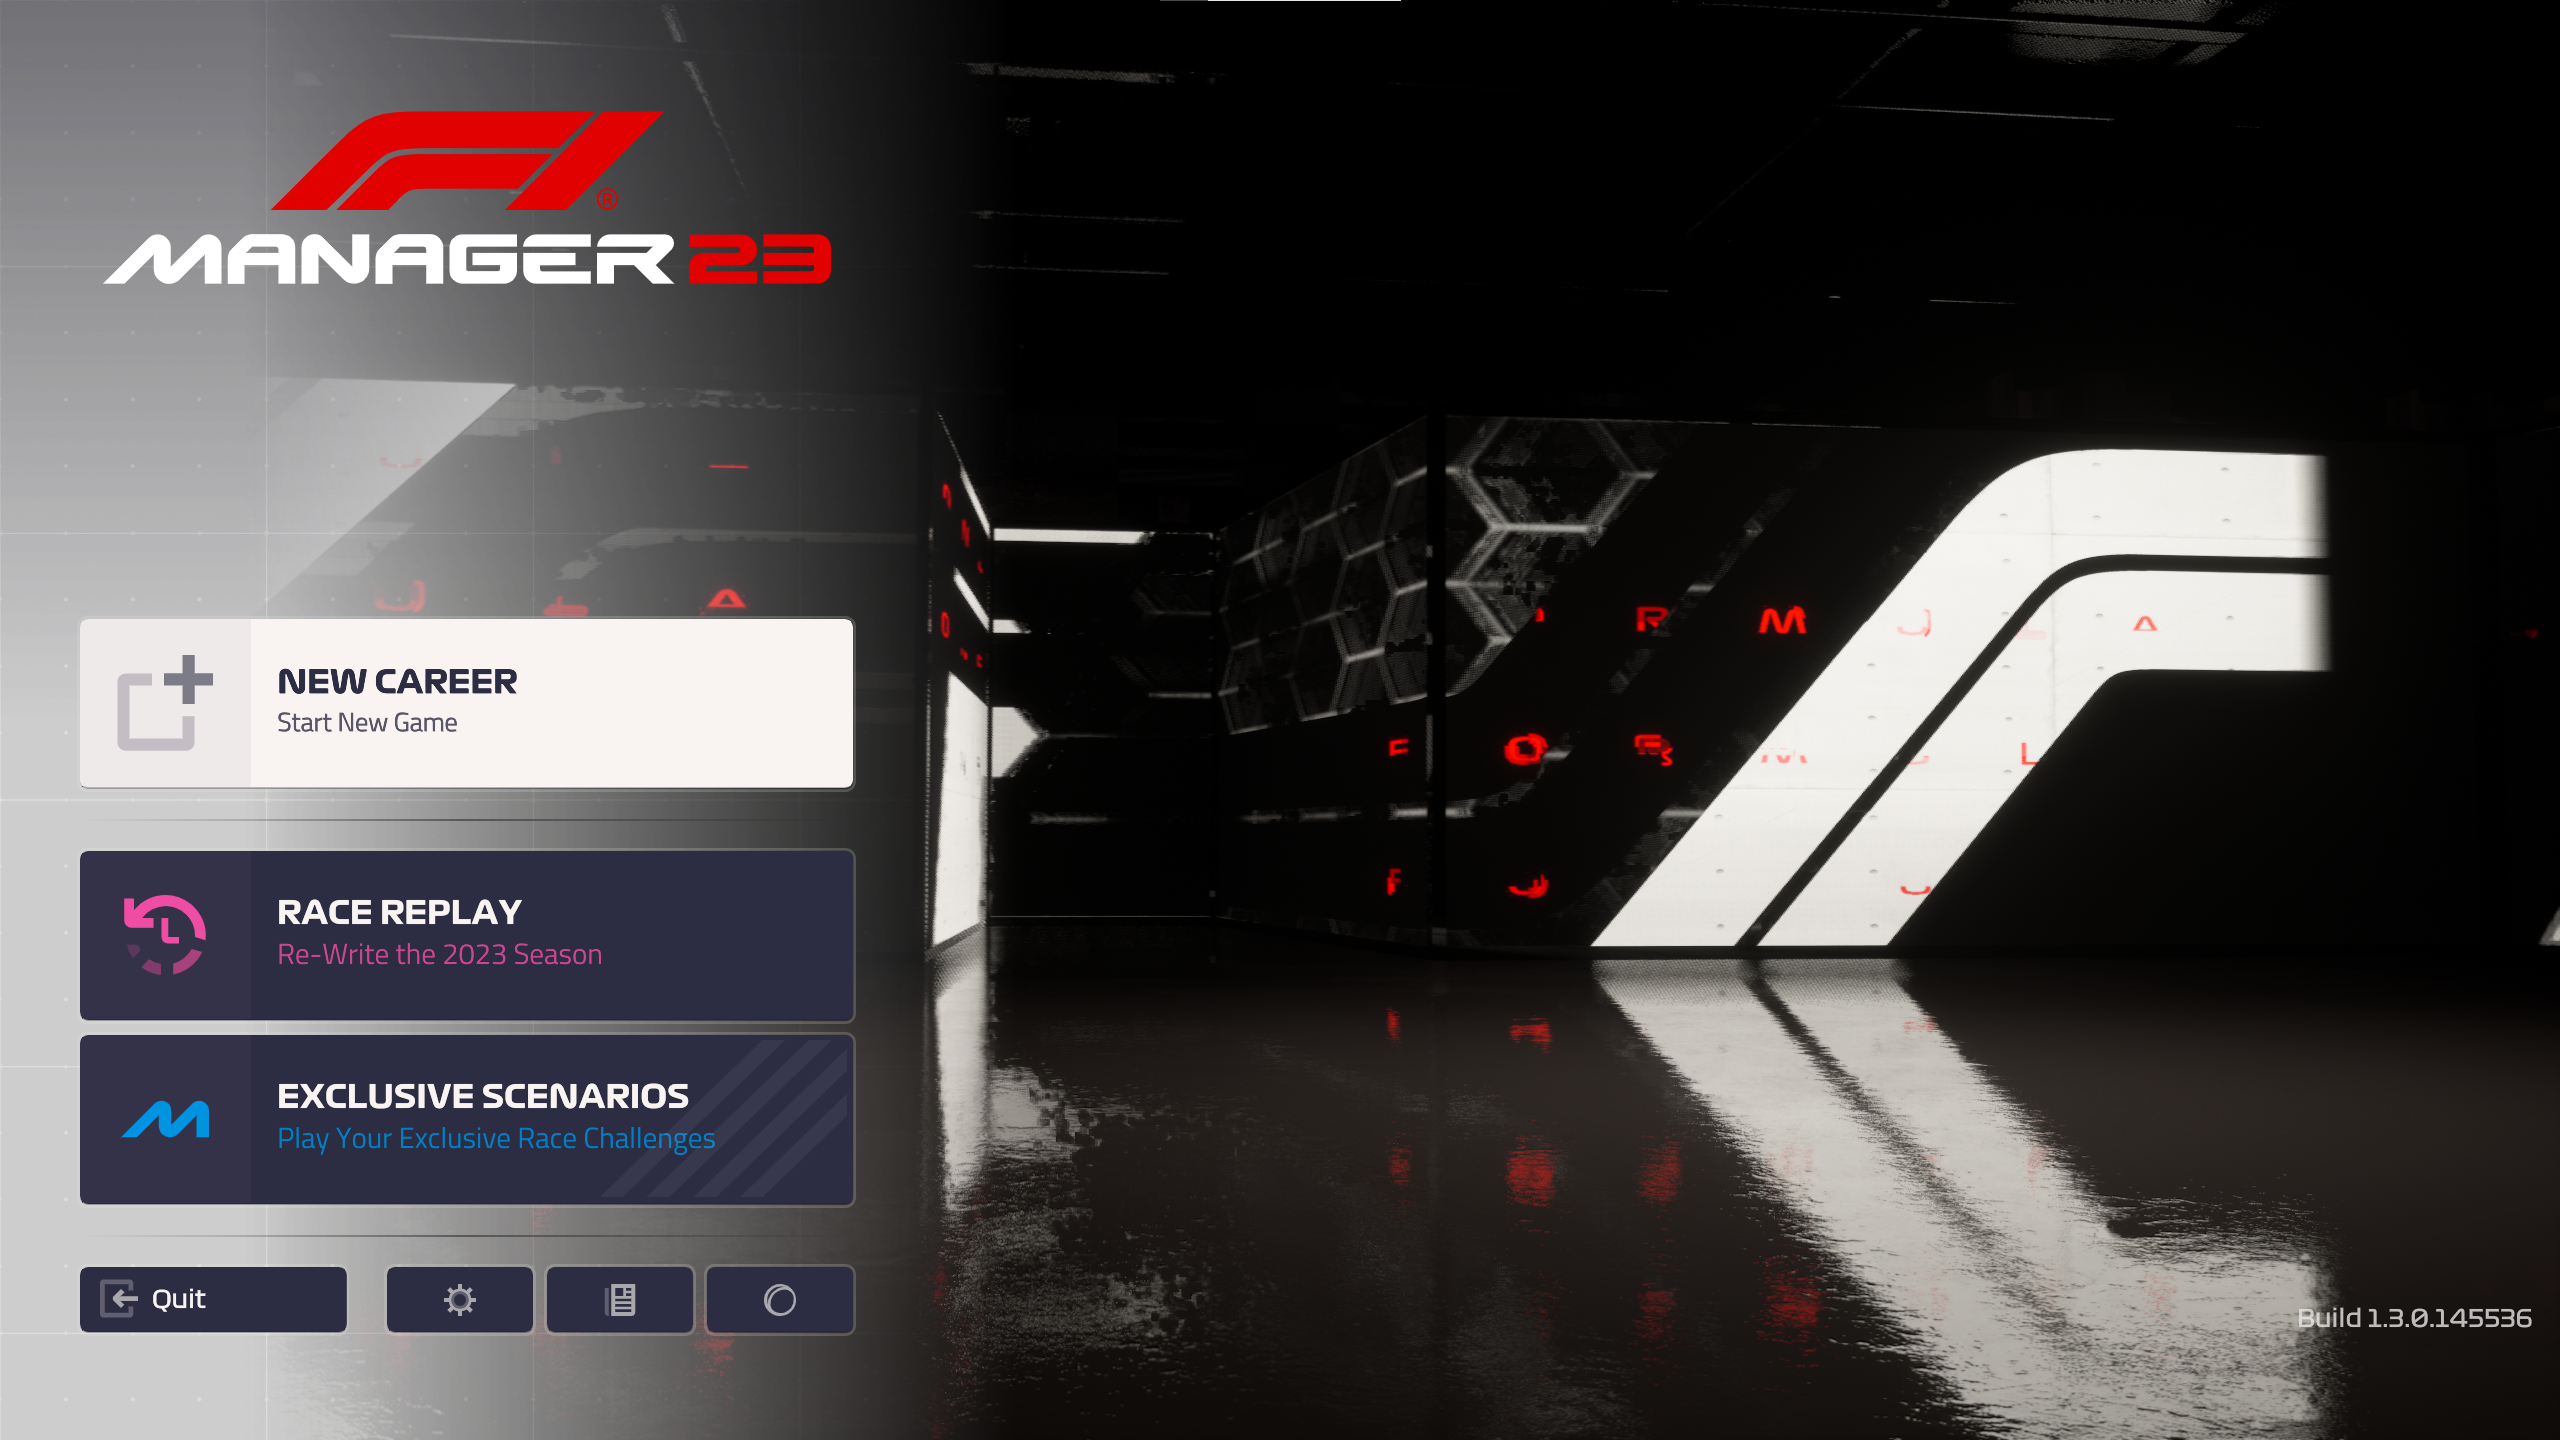 F1®
MANAGER 23
NEW CAREER
Start New Game
RACE REPLAY
Re-Write the 2023 Season
EXCLUSIVE SCENARIOS
Play Your Exclusive Race Challenges
Quit
Build 1.3.0.145536